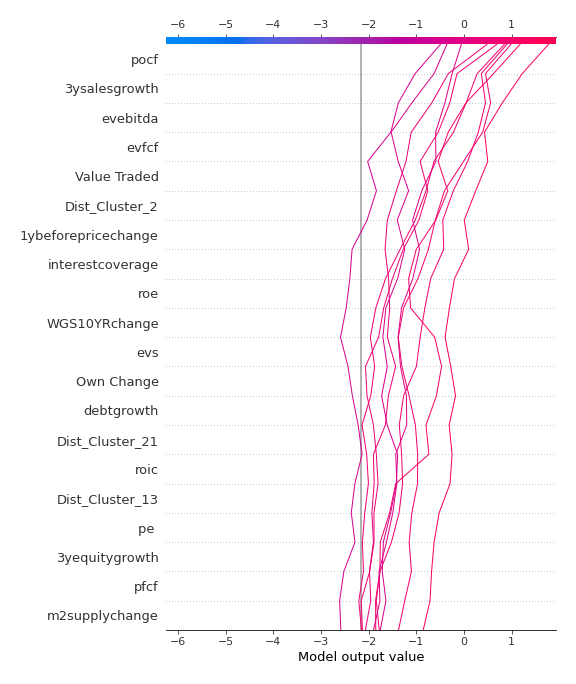 −6 −5 −4 −3 −2 −1 0 1
pocf
3ysalesgrowth
evebitda
evfcf
Value Traded
Dist_Cluster_2
1ybeforepricechange
interestcoverage
roe
WGS10YRchange
evs
Own Change
debtgrowth
Dist_Cluster_21
roic
Dist_Cluster_13
pe
3yequitygrowth
pfcf
m2supplychange
−6 −5 −4 −3 −2 −1 0 1
Model output value